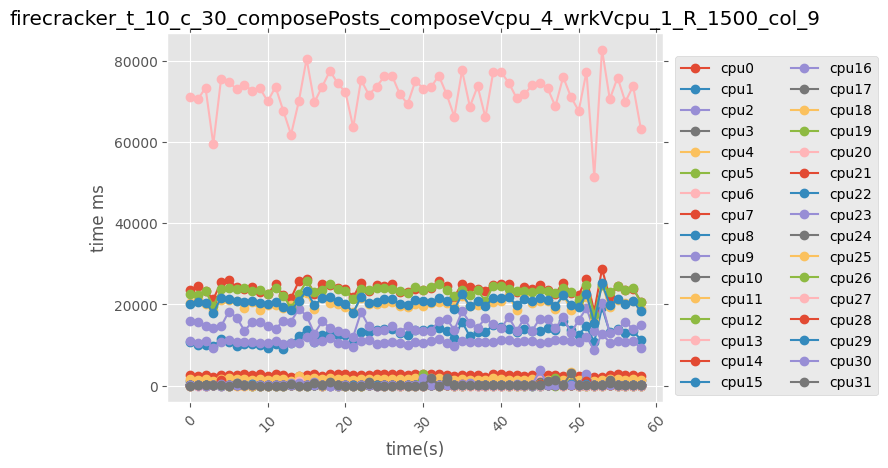 firecracker_t_10_c_30_composePosts_composeVcpu_4_wrkVcpu_1_R_1500_col_9
time ms
80000
60000
40000
20000
0
0
10
20
30
40
50
60
time(s)
cpu0
cpu1
cpu2
cpu3
cpu4
cpu5
cpu6
cpu7
cpu8
cpu9
cpu10
cpu11
cpu12
cpu13
cpu14
cpu15
cpu16
cpu17
cpu18
cpu19
cpu20
cpu21
cpu22
cpu23
cpu24
cpu25
cpu26
cpu27
cpu28
cpu29
cpu30
cpu31